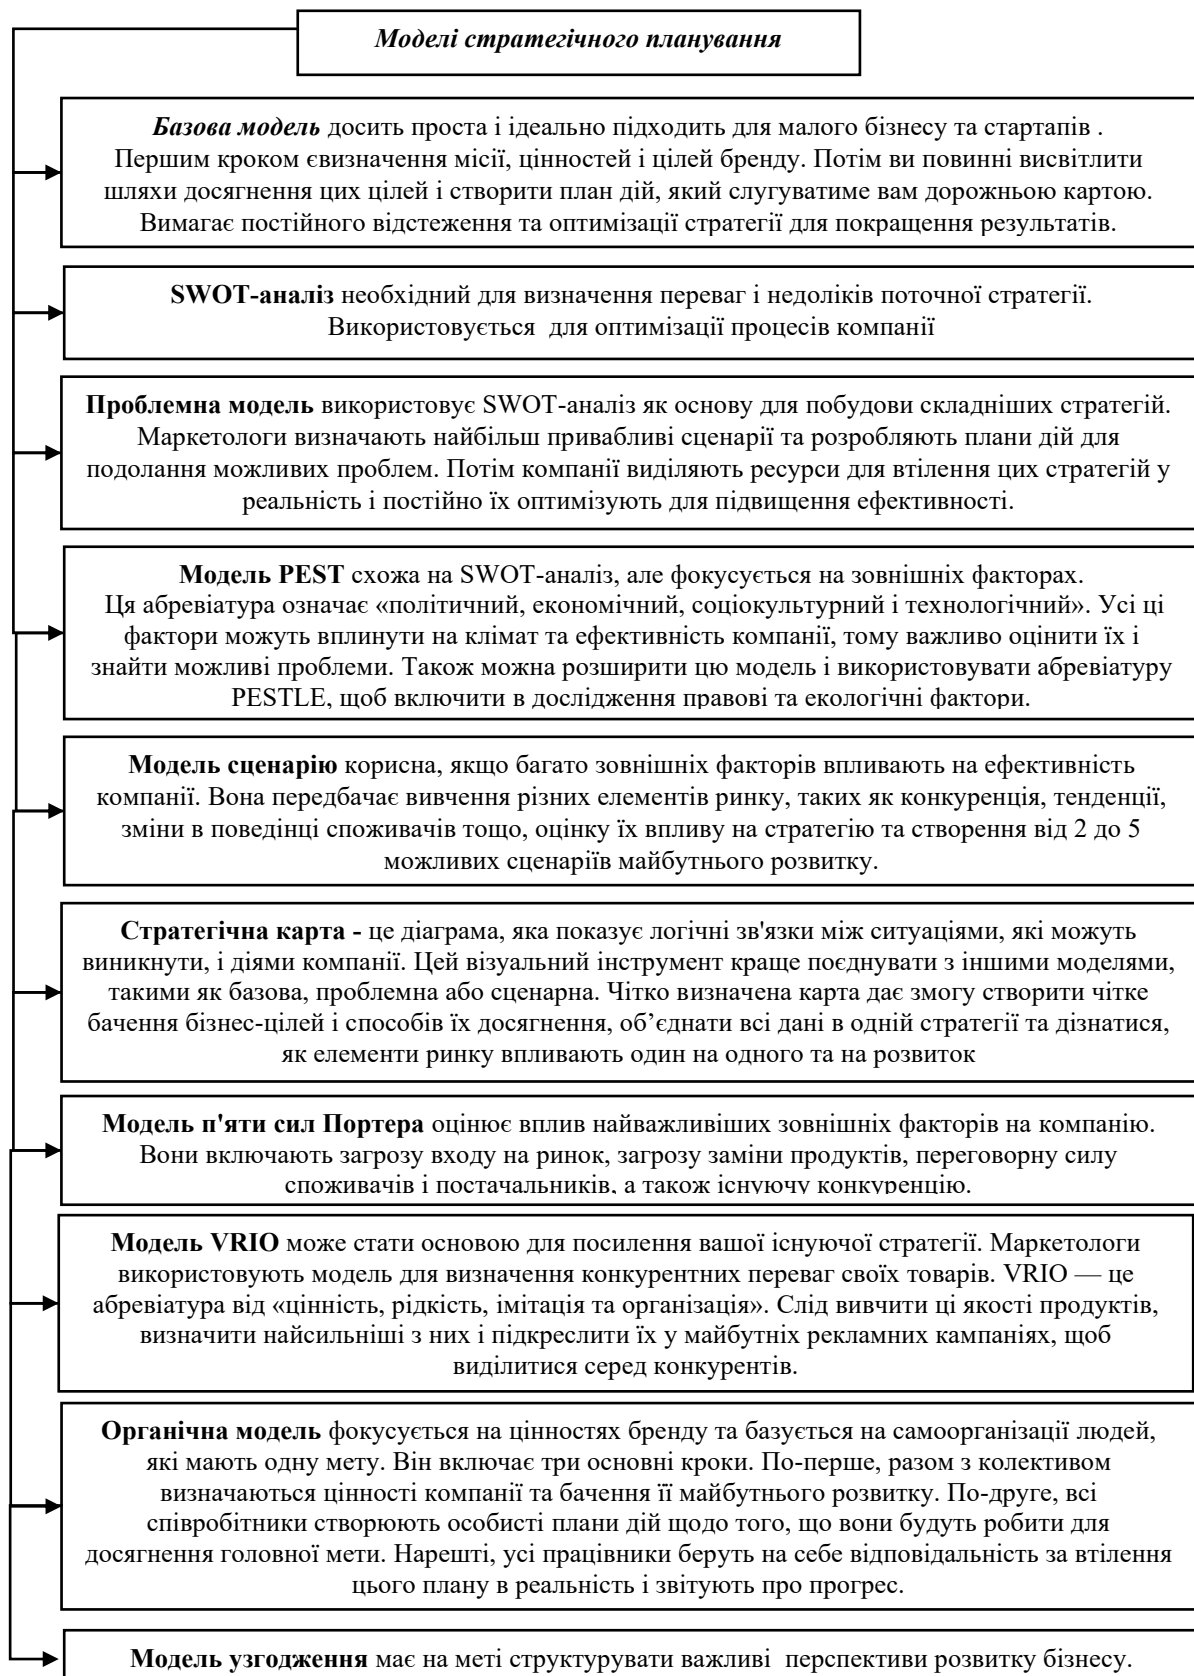 Моделі стратегічного планування
Базова модель досить проста і ідеально підходить для малого бізнесу та стартапів .
Першим кроком євизначення місії, цінностей і цілей бренду. Потім ви повинні висвітлити
шляхи досягнення цих цілей і створити план дій, який слугуватиме вам дорожньою картою.
Вимагає постійного відстеження та оптимізації стратегії для покращення результатів.
SWOT-аналіз необхідний для визначення переваг і недоліків поточної стратегії.
Використовується  для оптимізації процесів компанії
Проблемна модель використовує SWOT-аналіз як основу для побудови складніших стратегій.
Маркетологи визначають найбільш привабливі сценарії та розробляють плани дій для
подолання можливих проблем. Потім компанії виділяють ресурси для втілення цих стратегій у
реальність і постійно їх оптимізують для підвищення ефективності.
Модель PEST схожа на SWOT-аналіз, але фокусується на зовнішніх факторах.
Ця абревіатура означає «політичний, економічний, соціокультурний і технологічний». Усі ці
фактори можуть вплинути на клімат та ефективність компанії, тому важливо оцінити їх і
знайти можливі проблеми. Також можна розширити цю модель і використовувати абревіатуру
PESTLE, щоб включити в дослідження правові та екологічні фактори.
Модель сценарію корисна, якщо багато зовнішніх факторів впливають на ефективність
компанії. Вона передбачає вивчення різних елементів ринку, таких як конкуренція, тенденції,
зміни в поведінці споживачів тощо, оцінку їх впливу на стратегію та створення від 2 до 5
можливих сценаріїв майбутнього розвитку.
Стратегічна карта - це діаграма, яка показує логічні зв'язки між ситуаціями, які можуть
виникнути, і діями компанії. Цей візуальний інструмент краще поєднувати з іншими моделями,
такими як базова, проблемна або сценарна. Чітко визначена карта дає змогу створити чітке
бачення бізнес-цілей і способів їх досягнення, об’єднати всі дані в одній стратегії та дізнатися,
як елементи ринку впливають один на одного та на розвиток
Модель п'яти сил Портера оцінює вплив найважливіших зовнішніх факторів на компанію.
Вони включають загрозу входу на ринок, загрозу заміни продуктів, переговорну силу
споживачів і постачальників, а також існуючу конкуренцію.
Модель VRIO може стати основою для посилення вашої існуючої стратегії. Маркетологи
використовують модель для визначення конкурентних переваг своїх товарів. VRIO — це
абревіатура від «цінність, рідкість, імітація та організація». Слід вивчити ці якості продуктів,
визначити найсильніші з них і підкреслити їх у майбутніх рекламних кампаніях, щоб
виділитися серед конкурентів.
Органічна модель фокусується на цінностях бренду та базується на самоорганізації людей,
які мають одну мету. Він включає три основні кроки. По-перше, разом з колективом
визначаються цінності компанії та бачення її майбутнього розвитку. По-друге, всі
співробітники створюють особисті плани дій щодо того, що вони будуть робити для
досягнення головної мети. Нарешті, усі працівники беруть на себе відповідальність за втілення
цього плану в реальність і звітують про прогрес.
Модель узгодження має на меті структурувати важливі  перспективи розвитку бізнесу.